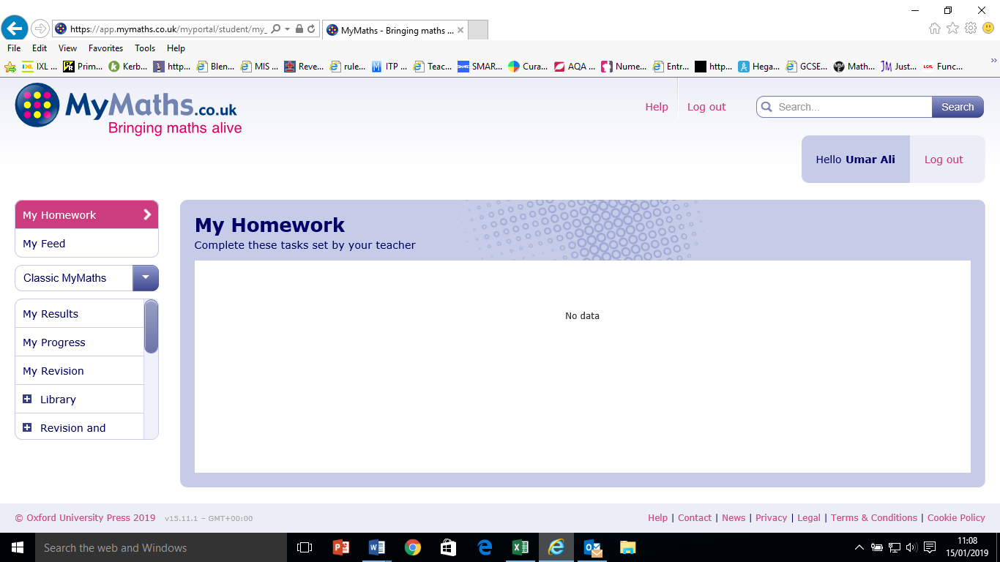 https://app.mymaths.co.uk/myportal/student/my_
MyMaths - Bringing maths ...
File Edit View Favorites Tools Help
IXL ... Prim... Kerb... http... Blen... MIS ... Reve... rule... ITP ... Teac... SMAR... Cura... AQA ... Nume... Entr... http... Hega... GCSE... Math... Just... Func...
MyMaths.co.uk
Bringing maths alive
Help Log out Search... Search
Hello Umar Ali Log out
My Homework
My Feed
Classic MyMaths
My Results
My Progress
My Revision
Library
Revision and
My Homework
Complete these tasks set by your teacher
No data
© Oxford University Press 2019 v15.11.1 – GMT+00:00
Help | Contact | News | Privacy | Legal | Terms & Conditions | Cookie Policy
Search the web and Windows
11:08
15/01/2019